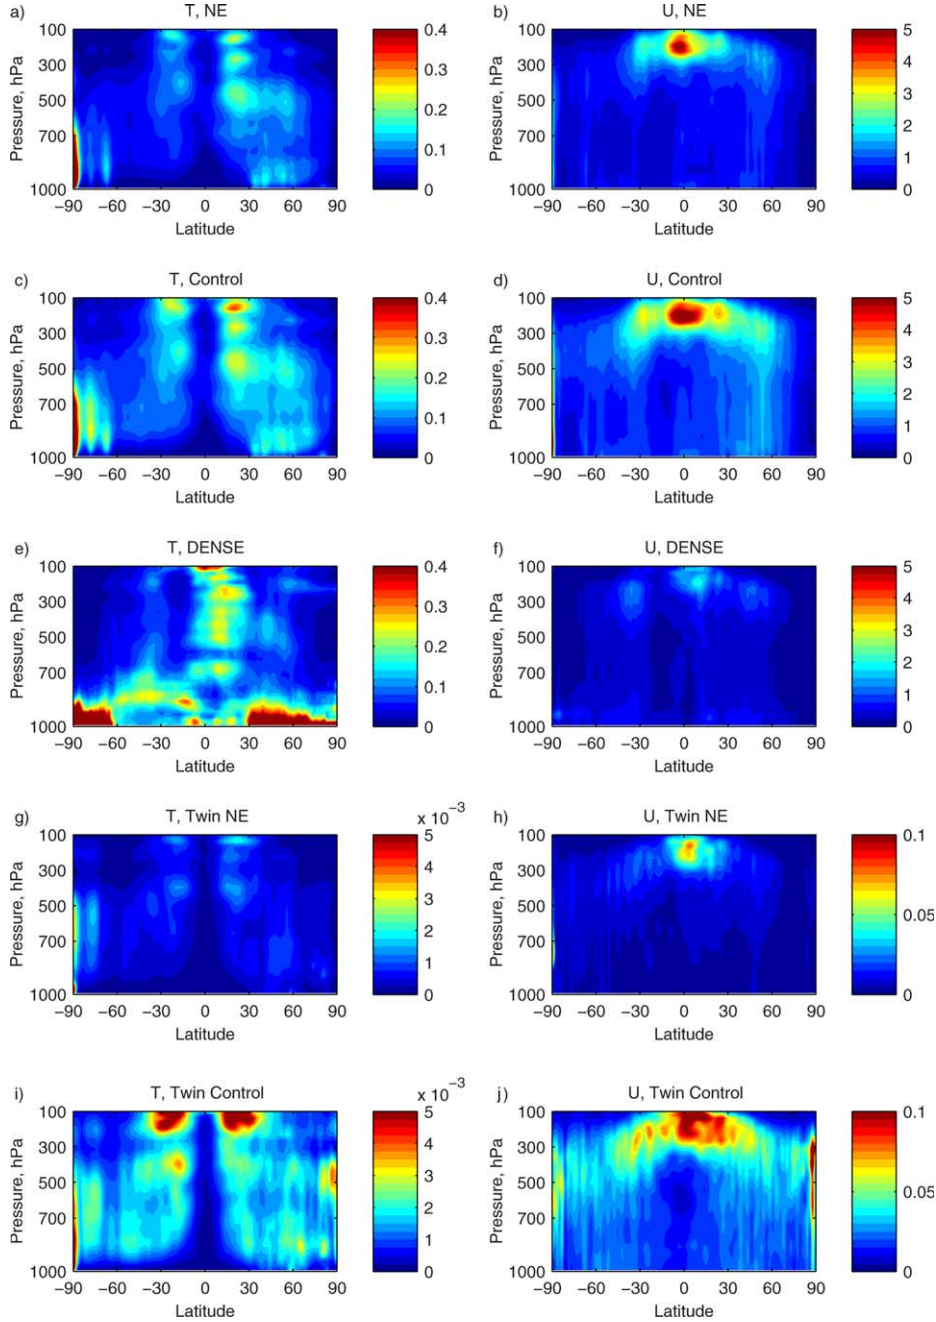 a) T, NE
100
300
500
700
1000
Pressure, hPa
−90 −60 −30 0 30 60 90
Latitude
0.4
0.3
0.2
0.1
0
b) U, NE
100
300
500
700
1000
Pressure, hPa
−90 −60 −30 0 30 60 90
Latitude
5
4
3
2
1
0
c) T, Control
100
300
500
700
1000
Pressure, hPa
−90 −60 −30 0 30 60 90
Latitude
0.4
0.3
0.2
0.1
0
d) U, Control
100
300
500
700
1000
Pressure, hPa
−90 −60 −30 0 30 60 90
Latitude
5
4
3
2
1
0
e) T, DENSE
100
300
500
700
1000
Pressure, hPa
−90 −60 −30 0 30 60 90
Latitude
0.4
0.3
0.2
0.1
0
f) U, DENSE
100
300
500
700
1000
Pressure, hPa
−90 −60 −30 0 30 60 90
Latitude
5
4
3
2
1
0
g) T, Twin NE
x 10⁻³
100
300
500
700
1000
Pressure, hPa
−90 −60 −30 0 30 60 90
Latitude
5
4
3
2
1
0
h) U, Twin NE
100
300
500
700
1000
Pressure, hPa
−90 −60 −30 0 30 60 90
Latitude
0.1
0.05
0
i) T, Twin Control
x 10⁻³
100
300
500
700
1000
Pressure, hPa
−90 −60 −30 0 30 60 90
Latitude
5
4
3
2
1
0
j) U, Twin Control
100
300
500
700
1000
Pressure, hPa
−90 −60 −30 0 30 60 90
Latitude
0.1
0.05
0